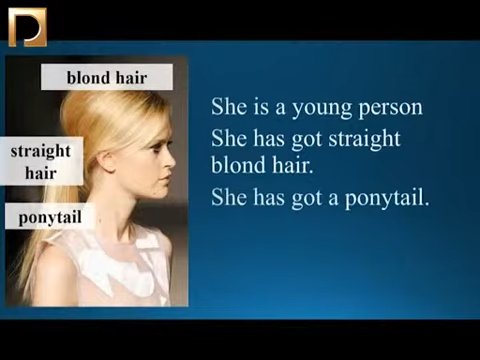 blond hair
straight
hair
ponytail
She is a young person
She has got straight
blond hair.
She has got a ponytail.